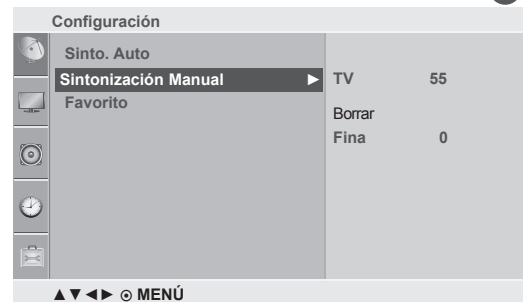 Configuración
Sinto. Auto
Sintonización Manual ►
Favorito
TV 55
Borrar
Fina 0
▲▼◄► ⊙ MENÚ